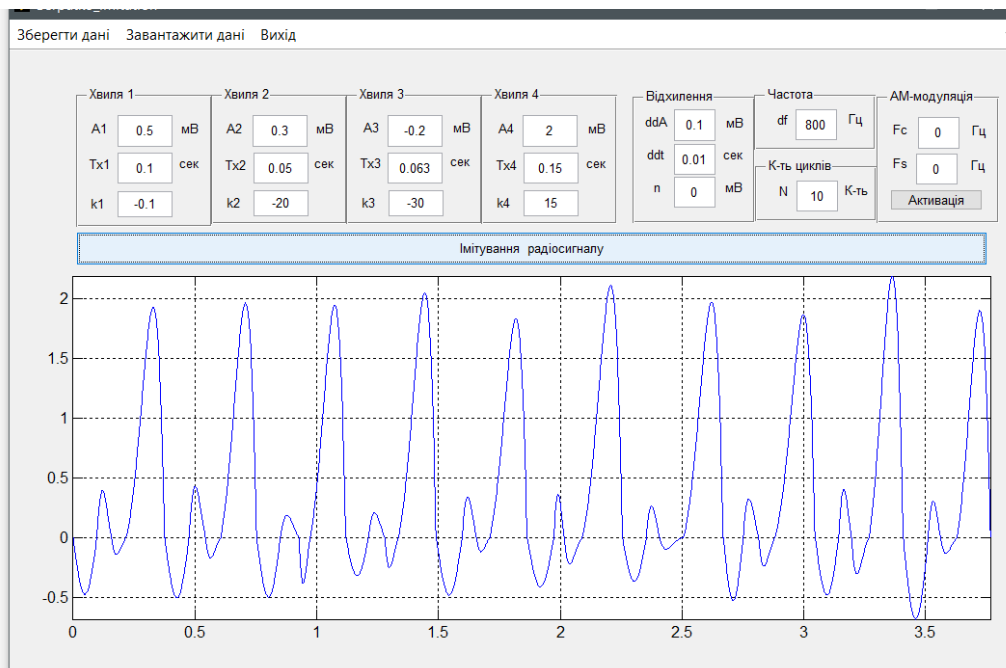 Зберегти дані Завантажити дані Вихід
Хвиля 1 Хвиля 2 Хвиля 3 Хвиля 4 Відхилення Частота АМ-модуляція
A1 0.5 мВ A2 0.3 мВ A3 -0.2 мВ A4 2 мВ ddA 0.1 мВ df 800 Гц Fc 0 Гц
Tx1 0.1 сек Tx2 0.05 сек Tx3 0.063 сек Tx4 0.15 сек ddt 0.01 сек К-ть циклів Fs 0 Гц
k1 -0.1 k2 -20 k3 -30 k4 15 n 0 мВ N 10 К-ть Активація
Імітування радіосигналу
2
1.5
1
0.5
0
-0.5
0 0.5 1 1.5 2 2.5 3 3.5